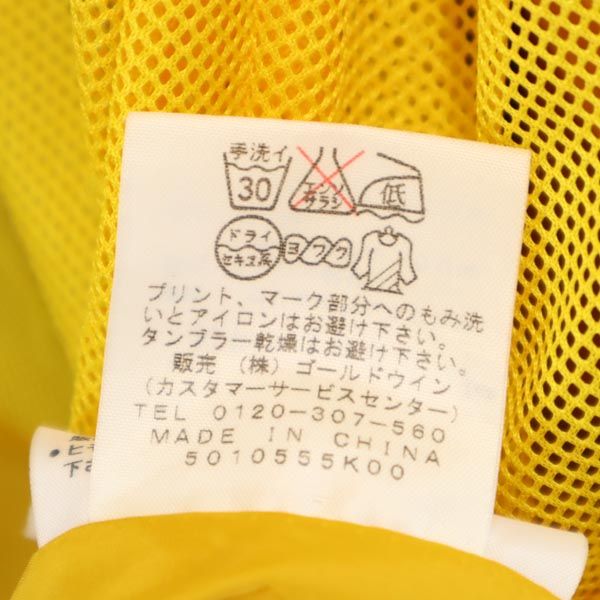 手洗イ
30
エンソ
サラシ
低
ドライ
セキユ系
ヨワク
プリント、マーク部分へのもみ洗
いとアイロンはお避け下さい。
タンブラー乾燥はお避け下さい。
販売 (株) ゴールドウイン
(カスタマーサービスセンター)
TEL 0120-307-560
MADE IN CHINA
5010555K00
下さ